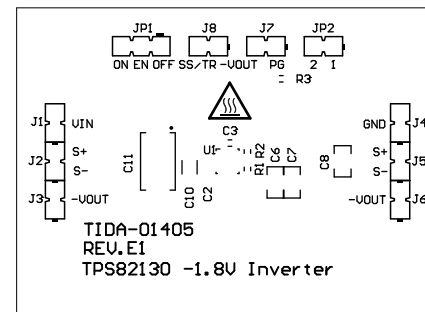 JP1 J8 J7 JP2
ON EN OFF SS/TR -VOUT PG 2 1
R3
C3
J1 VIN GND J4
U1 R2 C6 C7
R1
J2 S+ S- C11 C8 S+ S- J5
C10 C2
J3 -VOUT -VOUT J6
TIDA-01405
REV.E1
TPS82130 -1.8V Inverter